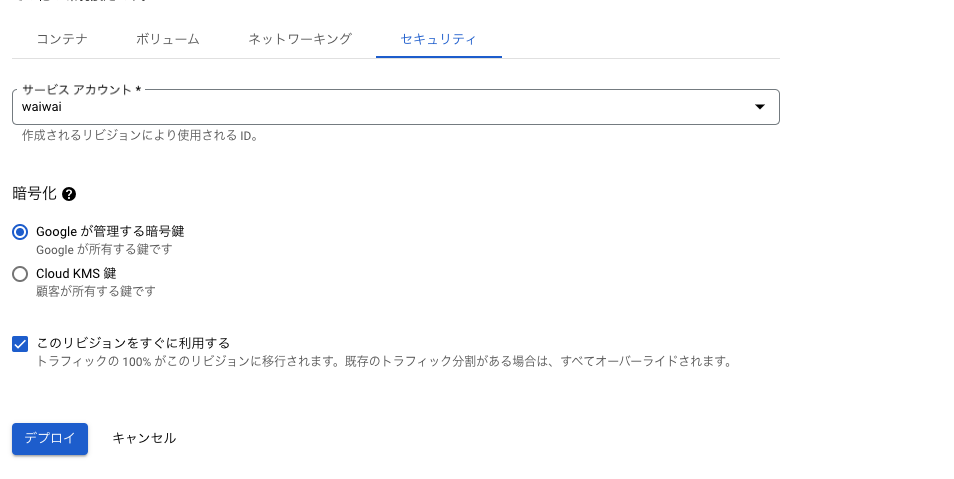 コンテナ
ボリューム
ネットワーキング
セキュリティ
サービス アカウント *
waiwai
作成されるリビジョンにより使用される ID。
暗号化
Google が管理する暗号鍵
Google が所有する鍵です
Cloud KMS 鍵
顧客が所有する鍵です
このリビジョンをすぐに利用する
トラフィックの 100% がこのリビジョンに移行されます。既存のトラフィック分割がある場合は、すべてオーバーライドされます。
デプロイ
キャンセル